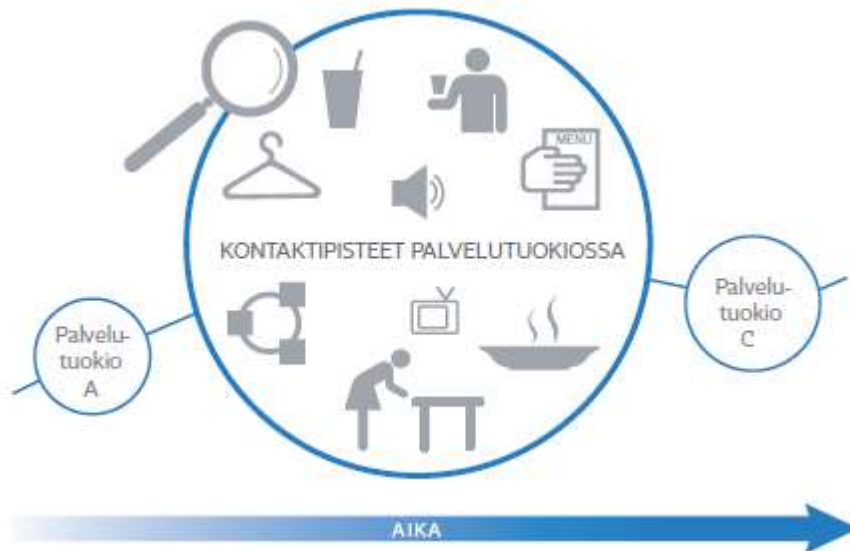 MENU
KONTAKTIPISTEET PALVELUTUOKIOSSA
Palvelu-
tuokio
A
Palvelu-
tuokio
C
AIKA